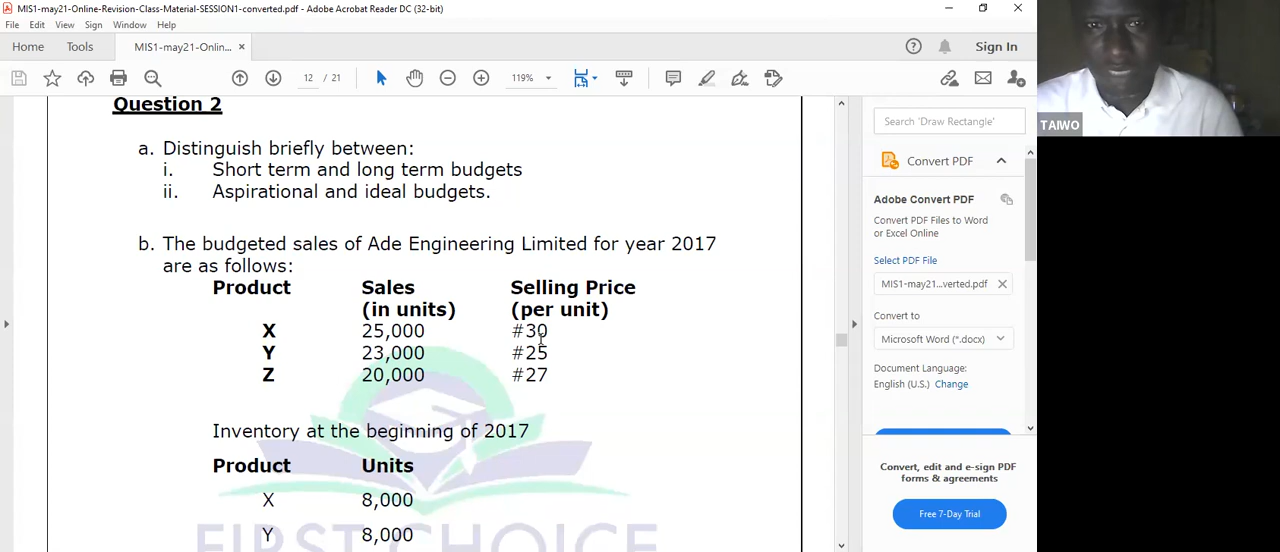 MIS1-may21-Online-Revision-Class-Material-SESSION1-converted.pdf - Adobe Acrobat Reader DC (32-bit)
File Edit View Sign Window Help
Home Tools MIS1-may21-Onlin... × Sign In
12 / 21 119%
Question 2
a. Distinguish briefly between:
i. Short term and long term budgets
ii. Aspirational and ideal budgets.
b. The budgeted sales of Ade Engineering Limited for year 2017
are as follows:
Product Sales Selling Price
(in units) (per unit)
X 25,000 #30
Y 23,000 #25
Z 20,000 #27
Inventory at the beginning of 2017
Product Units
X 8,000
Y 8,000
FIRST CHOICE
TAIWO
Search 'Draw Rectangle'
Convert PDF
Adobe Convert PDF
Convert PDF Files to Word
or Excel Online
Select PDF File
MIS1-may21...verted.pdf
Convert to
Microsoft Word (*.docx)
Document Language:
English (U.S.) Change
Convert, edit and e-sign PDF
forms & agreements
Free 7-Day Trial